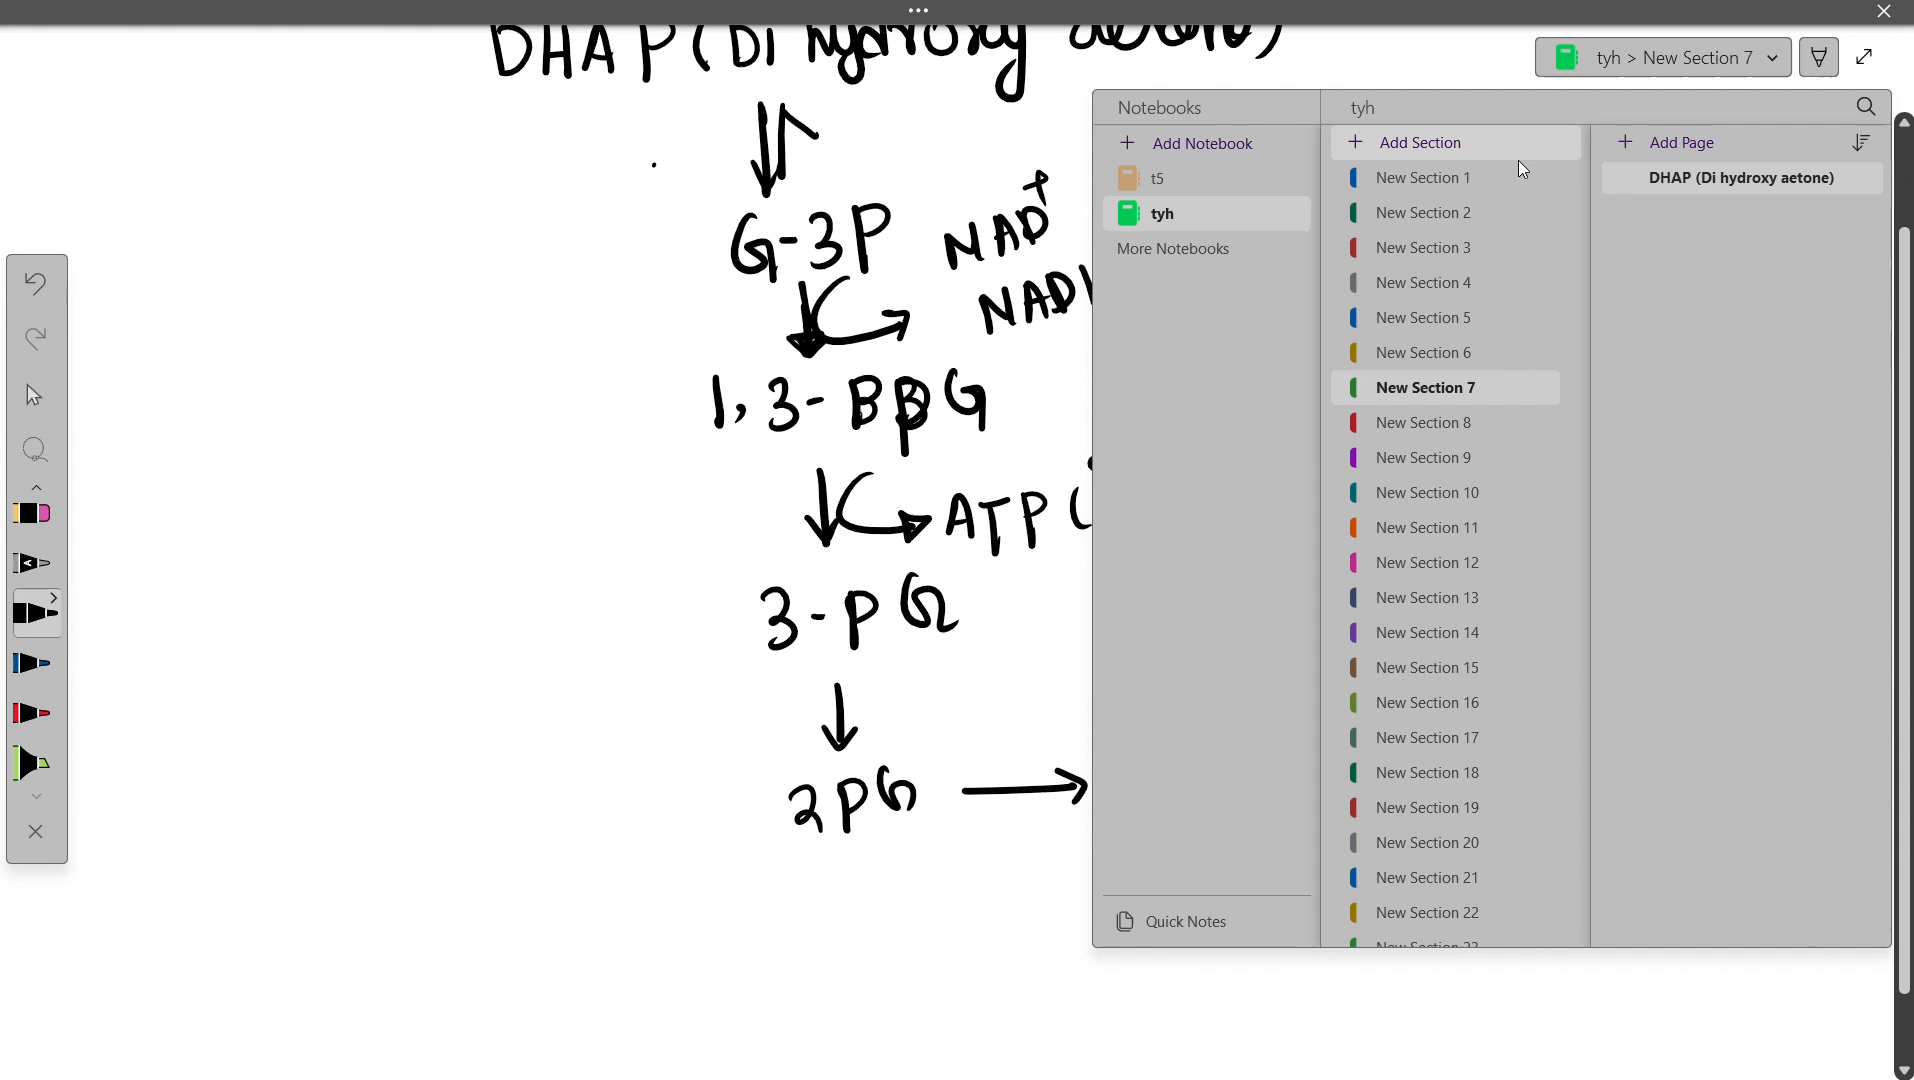 DHAP (Di hydroxy aetone)
G-3P
NAD+
NAD
1,3-BPG
ATP (
3-PG
2PG
tyh > New Section 7
Notebooks
Add Notebook
t5
tyh
More Notebooks
Quick Notes
tyh
Add Section
New Section 1
New Section 2
New Section 3
New Section 4
New Section 5
New Section 6
New Section 7
New Section 8
New Section 9
New Section 10
New Section 11
New Section 12
New Section 13
New Section 14
New Section 15
New Section 16
New Section 17
New Section 18
New Section 19
New Section 20
New Section 21
New Section 22
New Section 23
Add Page
DHAP (Di hydroxy aetone)